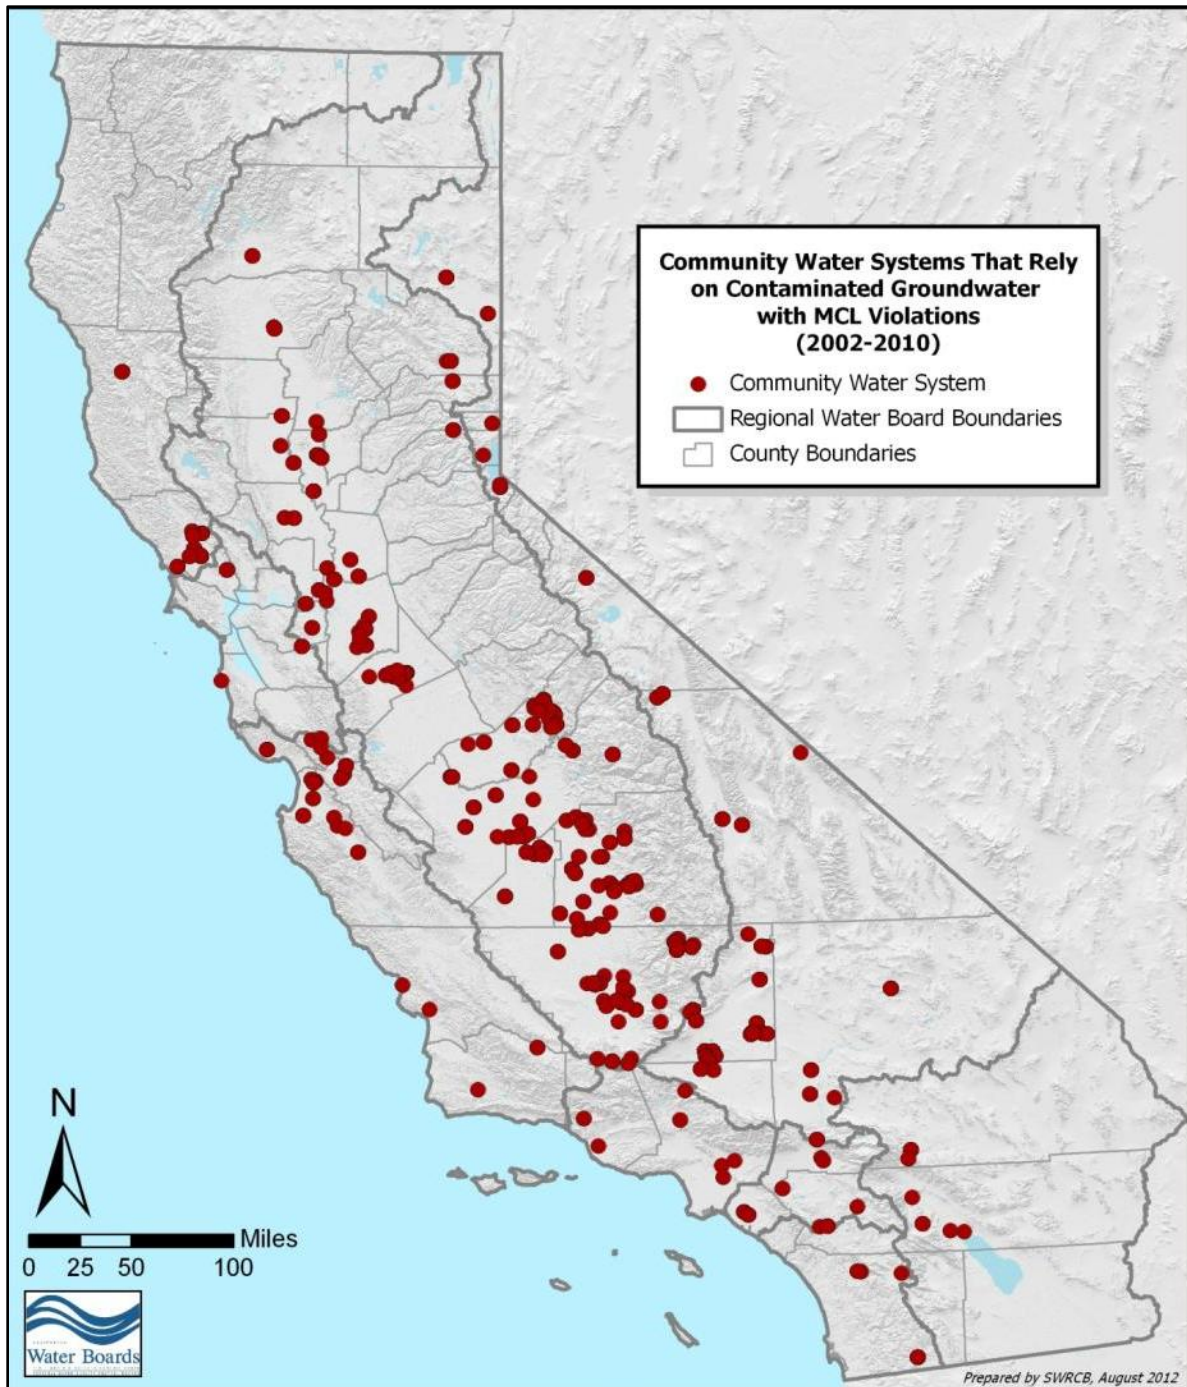 Community Water Systems That Rely
on Contaminated Groundwater
with MCL Violations
(2002-2010)
Community Water System
Regional Water Board Boundaries
County Boundaries
N
Miles
0 25 50 100
Water Boards
Prepared by SWRCB, August 2012